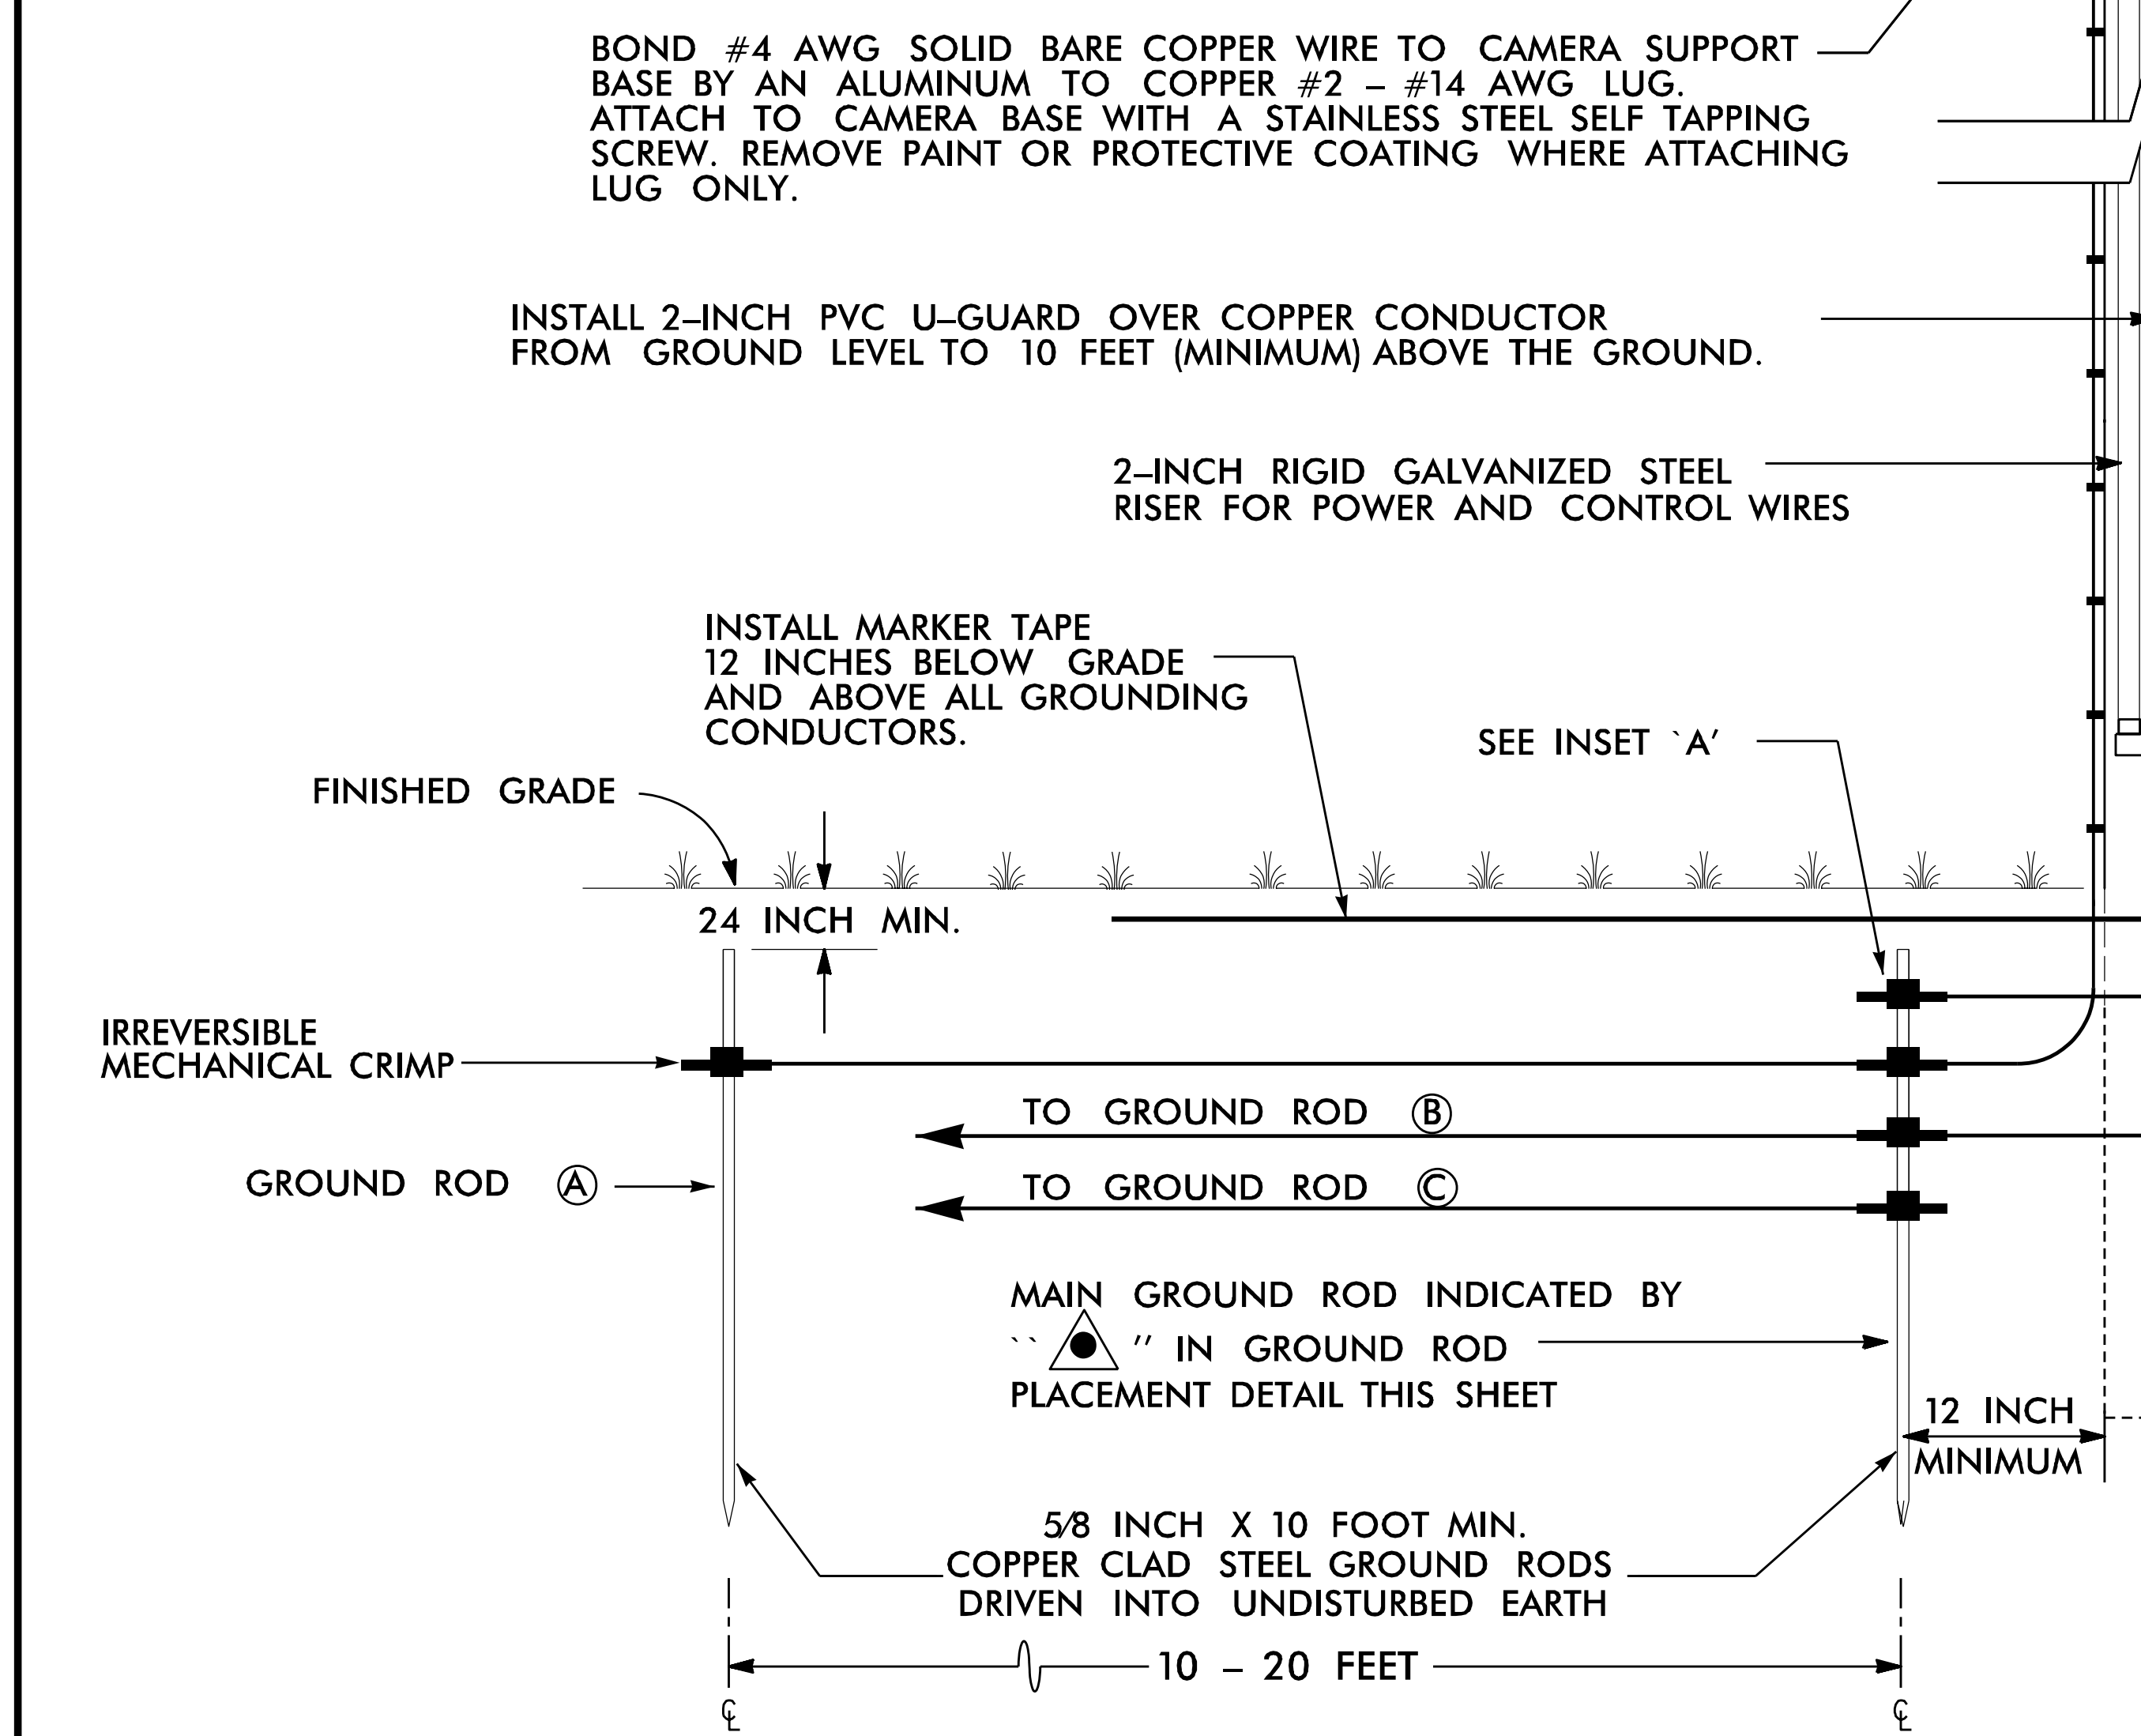 BOND #4 AWG SOLID BARE COPPER WIRE TO CAMERA SUPPORT
BASE BY AN ALUMINUM TO COPPER #2 – #14 AWG LUG.
ATTACH TO CAMERA BASE WITH A STAINLESS STEEL SELF TAPPING
SCREW. REMOVE PAINT OR PROTECTIVE COATING WHERE ATTACHING
LUG ONLY.
INSTALL 2–INCH PVC U–GUARD OVER COPPER CONDUCTOR
FROM GROUND LEVEL TO 10 FEET (MINIMUM) ABOVE THE GROUND.
2–INCH RIGID GALVANIZED STEEL
RISER FOR POWER AND CONTROL WIRES
INSTALL MARKER TAPE
12 INCHES BELOW GRADE
AND ABOVE ALL GROUNDING
CONDUCTORS.
SEE INSET `A'
FINISHED GRADE
24 INCH MIN.
IRREVERSIBLE
MECHANICAL CRIMP
TO GROUND ROD B
GROUND ROD A
TO GROUND ROD C
MAIN GROUND ROD INDICATED BY
`` '' IN GROUND ROD
PLACEMENT DETAIL THIS SHEET
12 INCH
MINIMUM
5/8 INCH X 10 FOOT MIN.
COPPER CLAD STEEL GROUND RODS
DRIVEN INTO UNDISTURBED EARTH
10 – 20 FEET
℄ ℄